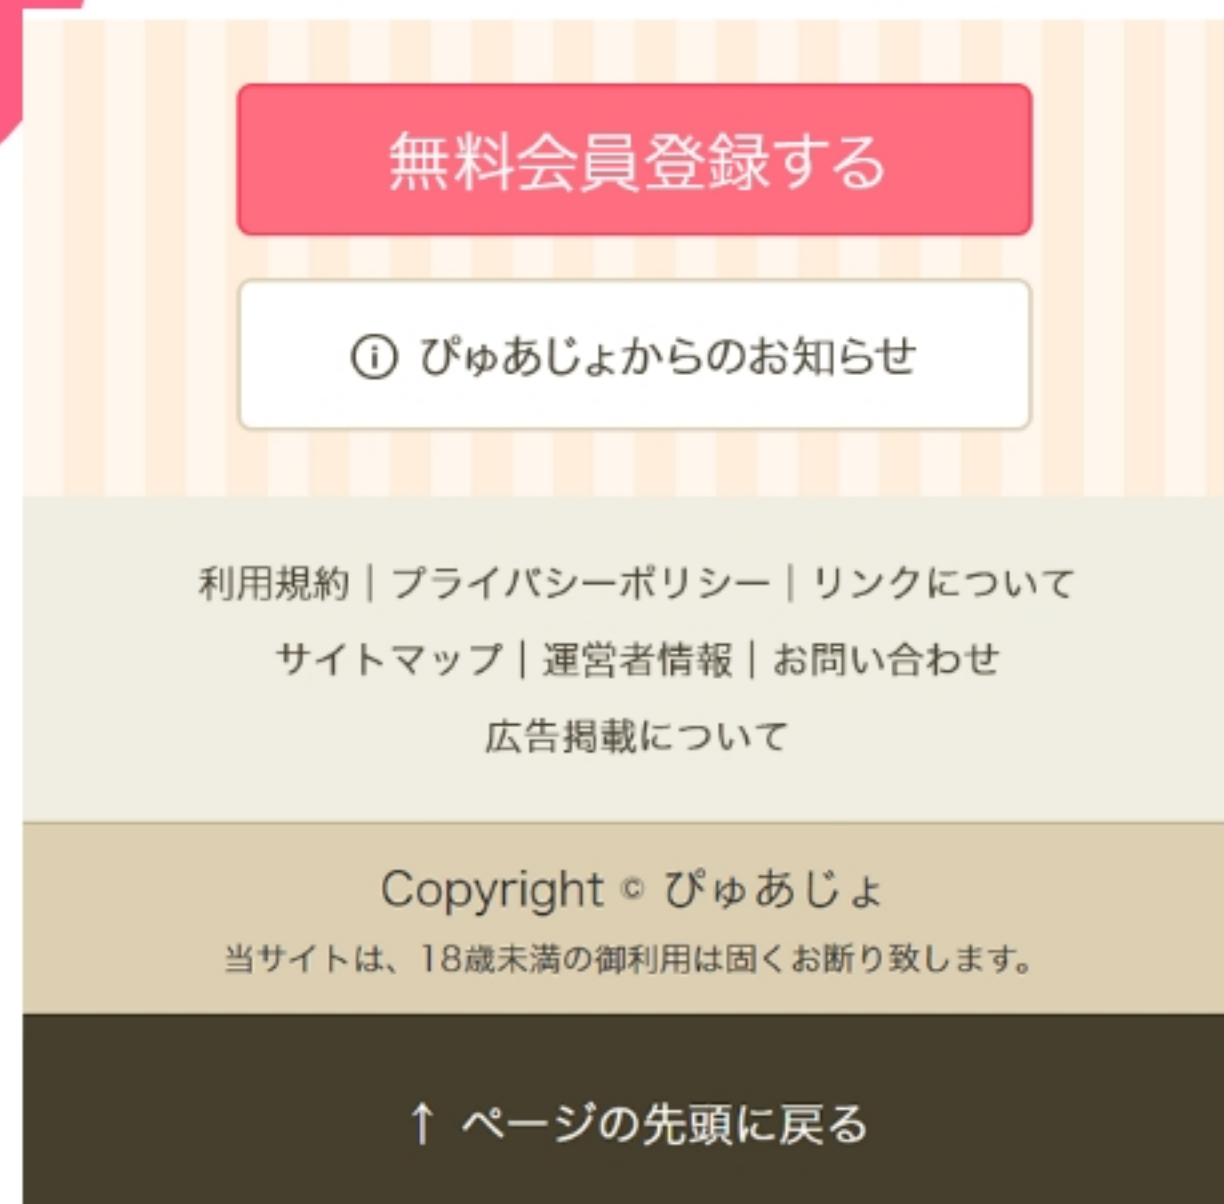 無料会員登録する
ⓘ ぴゅあじょからのお知らせ
利用規約｜プライバシーポリシー｜リンクについて
サイトマップ｜運営者情報｜お問い合わせ
広告掲載について
Copyright © ぴゅあじょ
当サイトは、18歳未満の御利用は固くお断り致します。
↑ ページの先頭に戻る